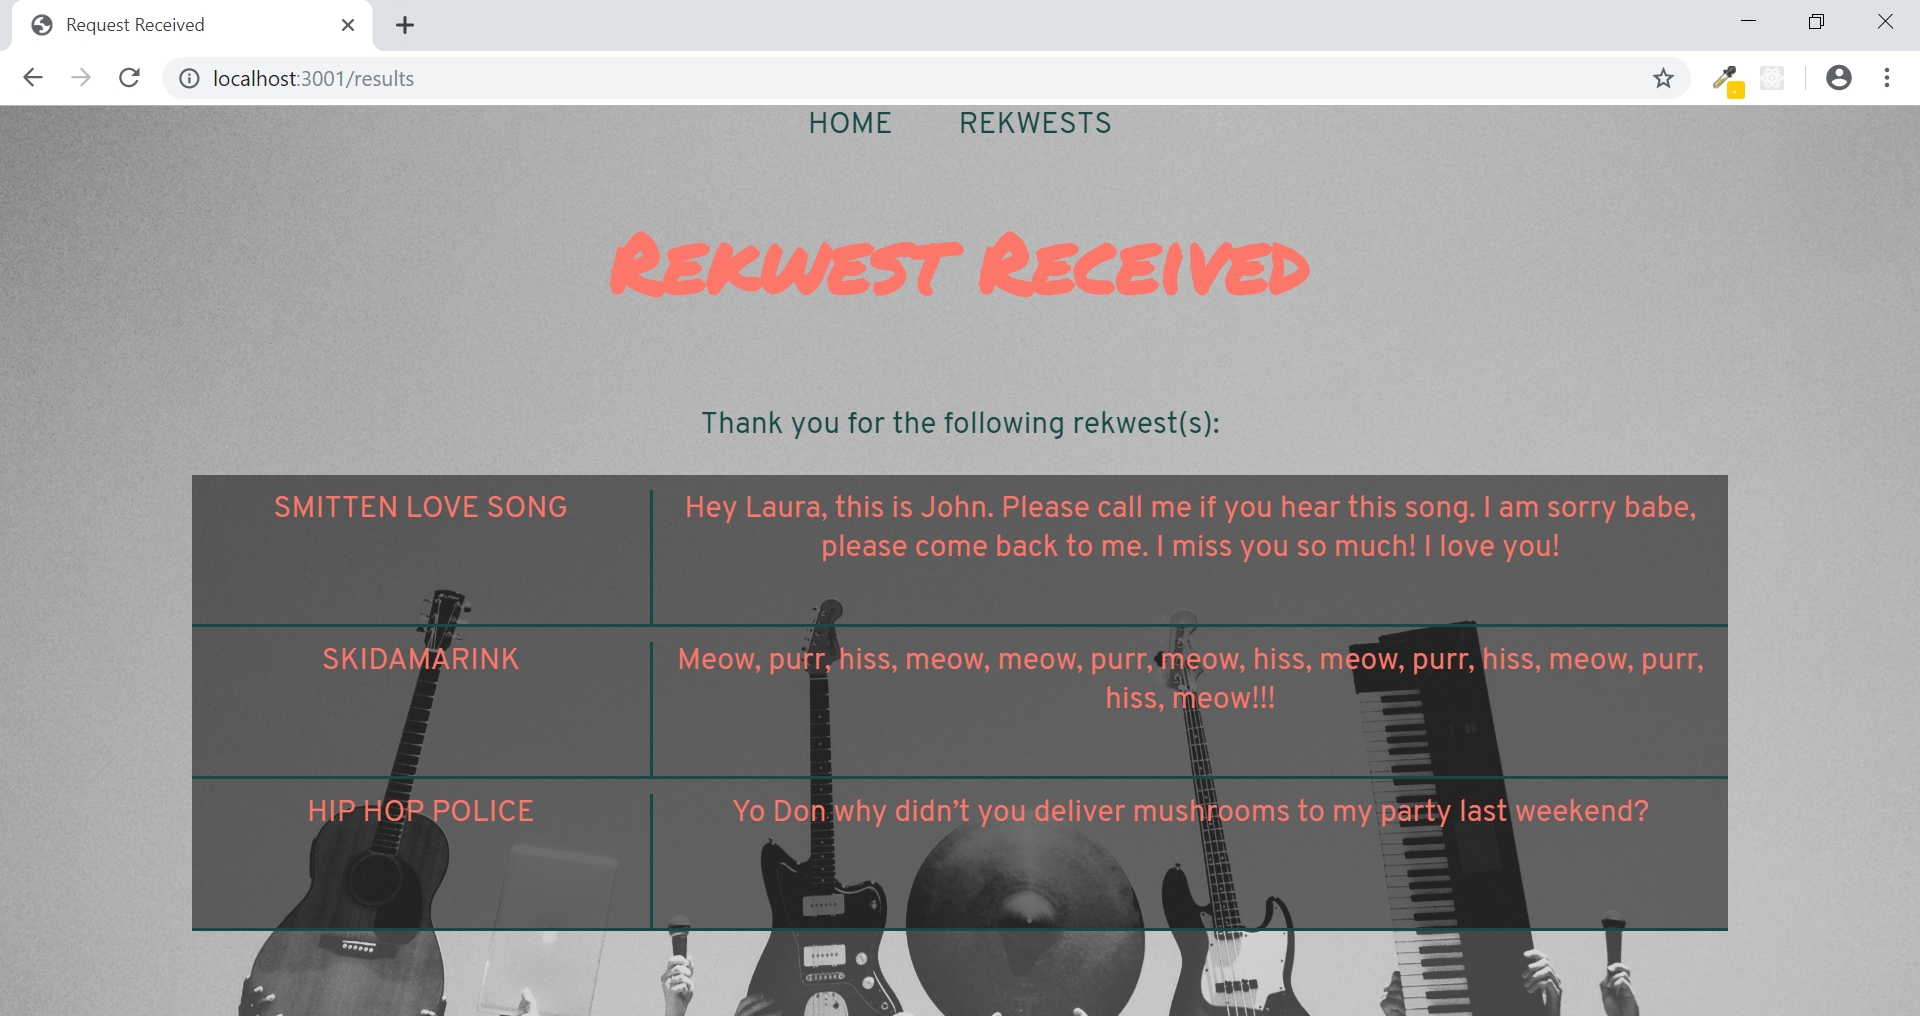 Request Received
localhost:3001/results
HOME REKWESTS
Rekwest Received
Thank you for the following rekwest(s):
SMITTEN LOVE SONG
Hey Laura, this is John. Please call me if you hear this song. I am sorry babe,
please come back to me. I miss you so much! I love you!
SKIDAMARINK
Meow, purr, hiss, meow, meow, purr, meow, hiss, meow, purr, hiss, meow, purr,
hiss, meow!!!
HIP HOP POLICE
Yo Don why didn’t you deliver mushrooms to my party last weekend?